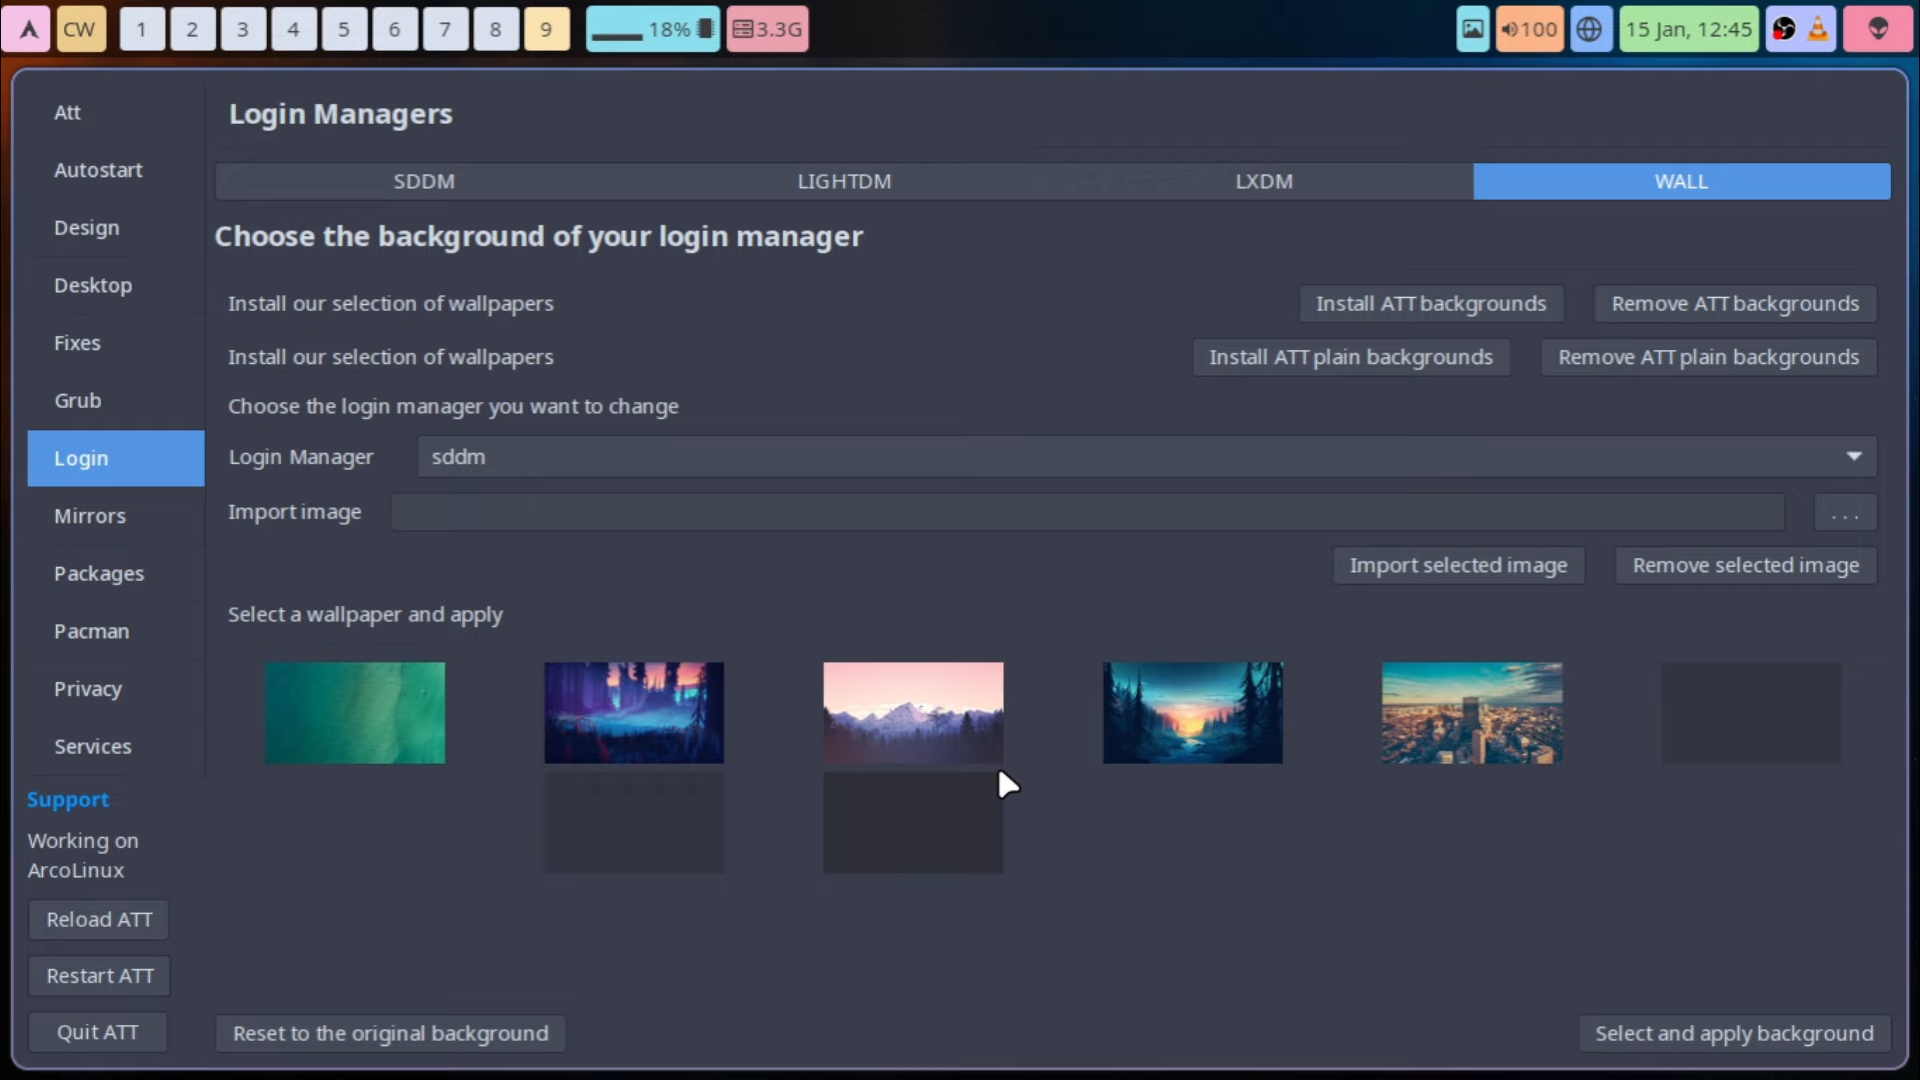 CW 1 2 3 4 5 6 7 8 9 18% 3.3G 100 15 Jan, 12:45
Att
Autostart
Design
Desktop
Fixes
Grub
Login
Mirrors
Packages
Pacman
Privacy
Services
Support
Working on
ArcoLinux
Reload ATT
Restart ATT
Quit ATT
Login Managers
SDDM LIGHTDM LXDM WALL
Choose the background of your login manager
Install our selection of wallpapers Install ATT backgrounds Remove ATT backgrounds
Install our selection of wallpapers Install ATT plain backgrounds Remove ATT plain backgrounds
Choose the login manager you want to change
Login Manager sddm
Import image ...
Import selected image Remove selected image
Select a wallpaper and apply
Reset to the original background Select and apply background